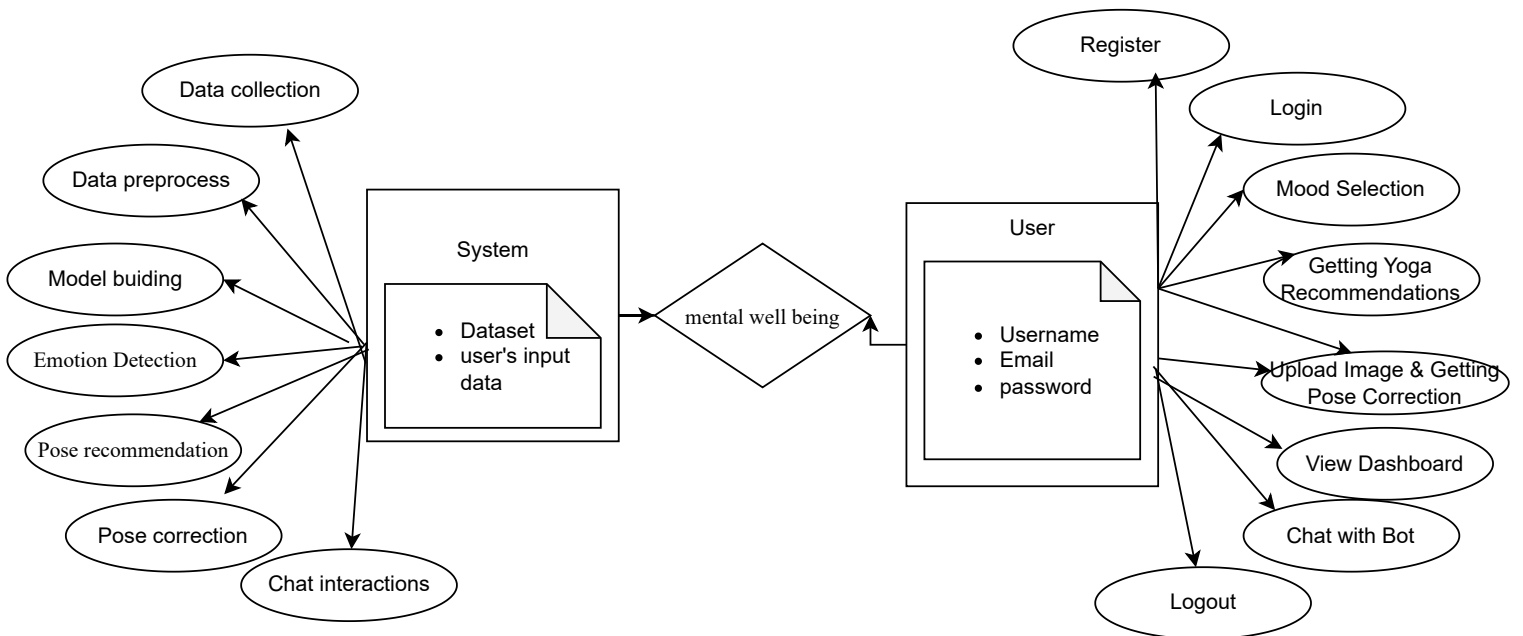 Data collection
Data preprocess
Model buiding
Emotion Detection
Pose recommendation
Pose correction
Chat interactions
System
Dataset
user's input
data
mental well being
User
Username
Email
password
Register
Login
Mood Selection
Getting Yoga
Recommendations
Upload Image & Getting
Pose Correction
View Dashboard
Chat with Bot
Logout